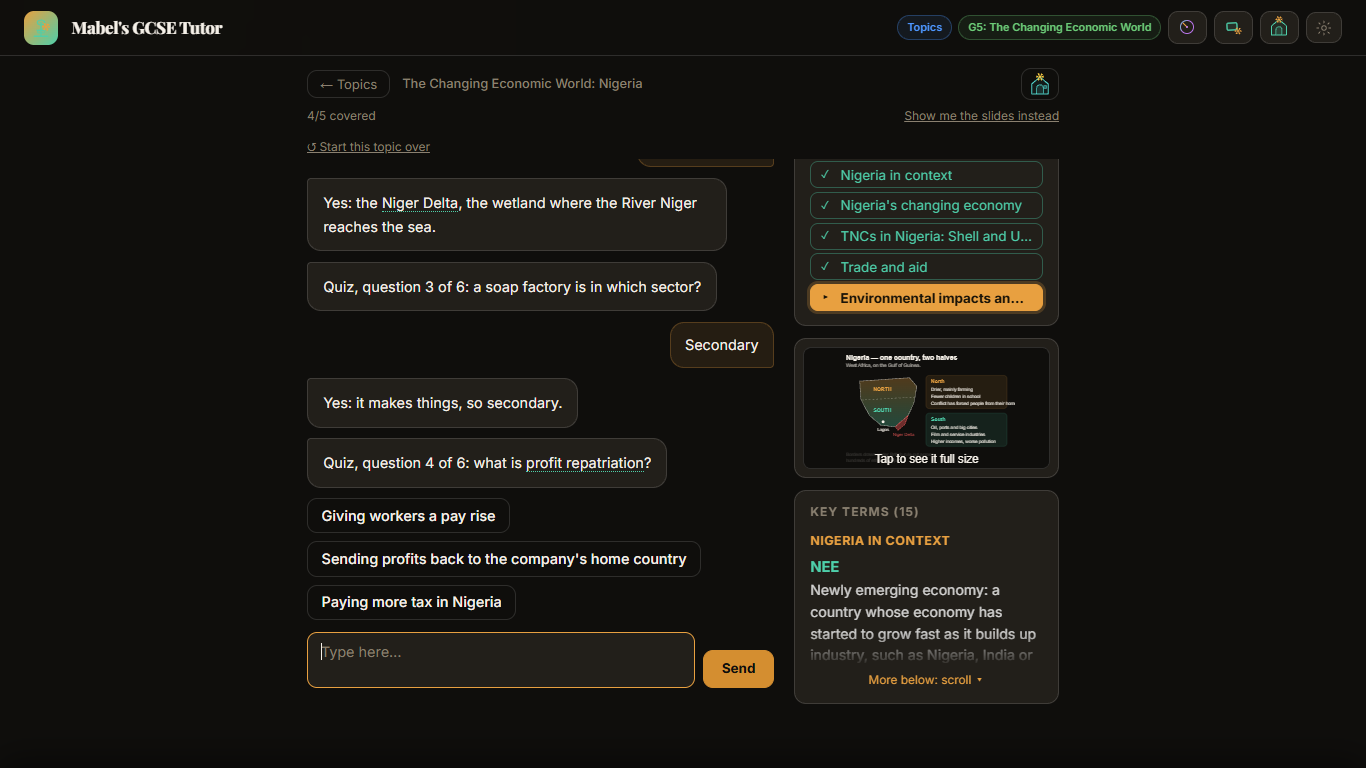 Mabel's GCSE Tutor
Topics
G5: The Changing Economic World
← Topics
The Changing Economic World: Nigeria
4/5 covered
Show me the slides instead
↺ Start this topic over
Yes: the Niger Delta, the wetland where the River Niger
reaches the sea.
Quiz, question 3 of 6: a soap factory is in which sector?
Secondary
Yes: it makes things, so secondary.
Quiz, question 4 of 6: what is profit repatriation?
Giving workers a pay rise
Sending profits back to the company's home country
Paying more tax in Nigeria
Type here...
Send
✓ Nigeria in context
✓ Nigeria's changing economy
✓ TNCs in Nigeria: Shell and U...
✓ Trade and aid
▸ Environmental impacts an...
Nigeria — one country, two halves
West Africa, on the Gulf of Guinea.
NORTH
SOUTH
Lagos
Niger Delta
North
Drier, mainly farming
Fewer children in school
Conflict has forced people from their home
South
Oil, ports and big cities
Film and service industries
Higher incomes, worse pollution
Tap to see it full size
KEY TERMS (15)
NIGERIA IN CONTEXT
NEE
Newly emerging economy: a
country whose economy has
started to grow fast as it builds up
industry, such as Nigeria, India or
More below: scroll ▾